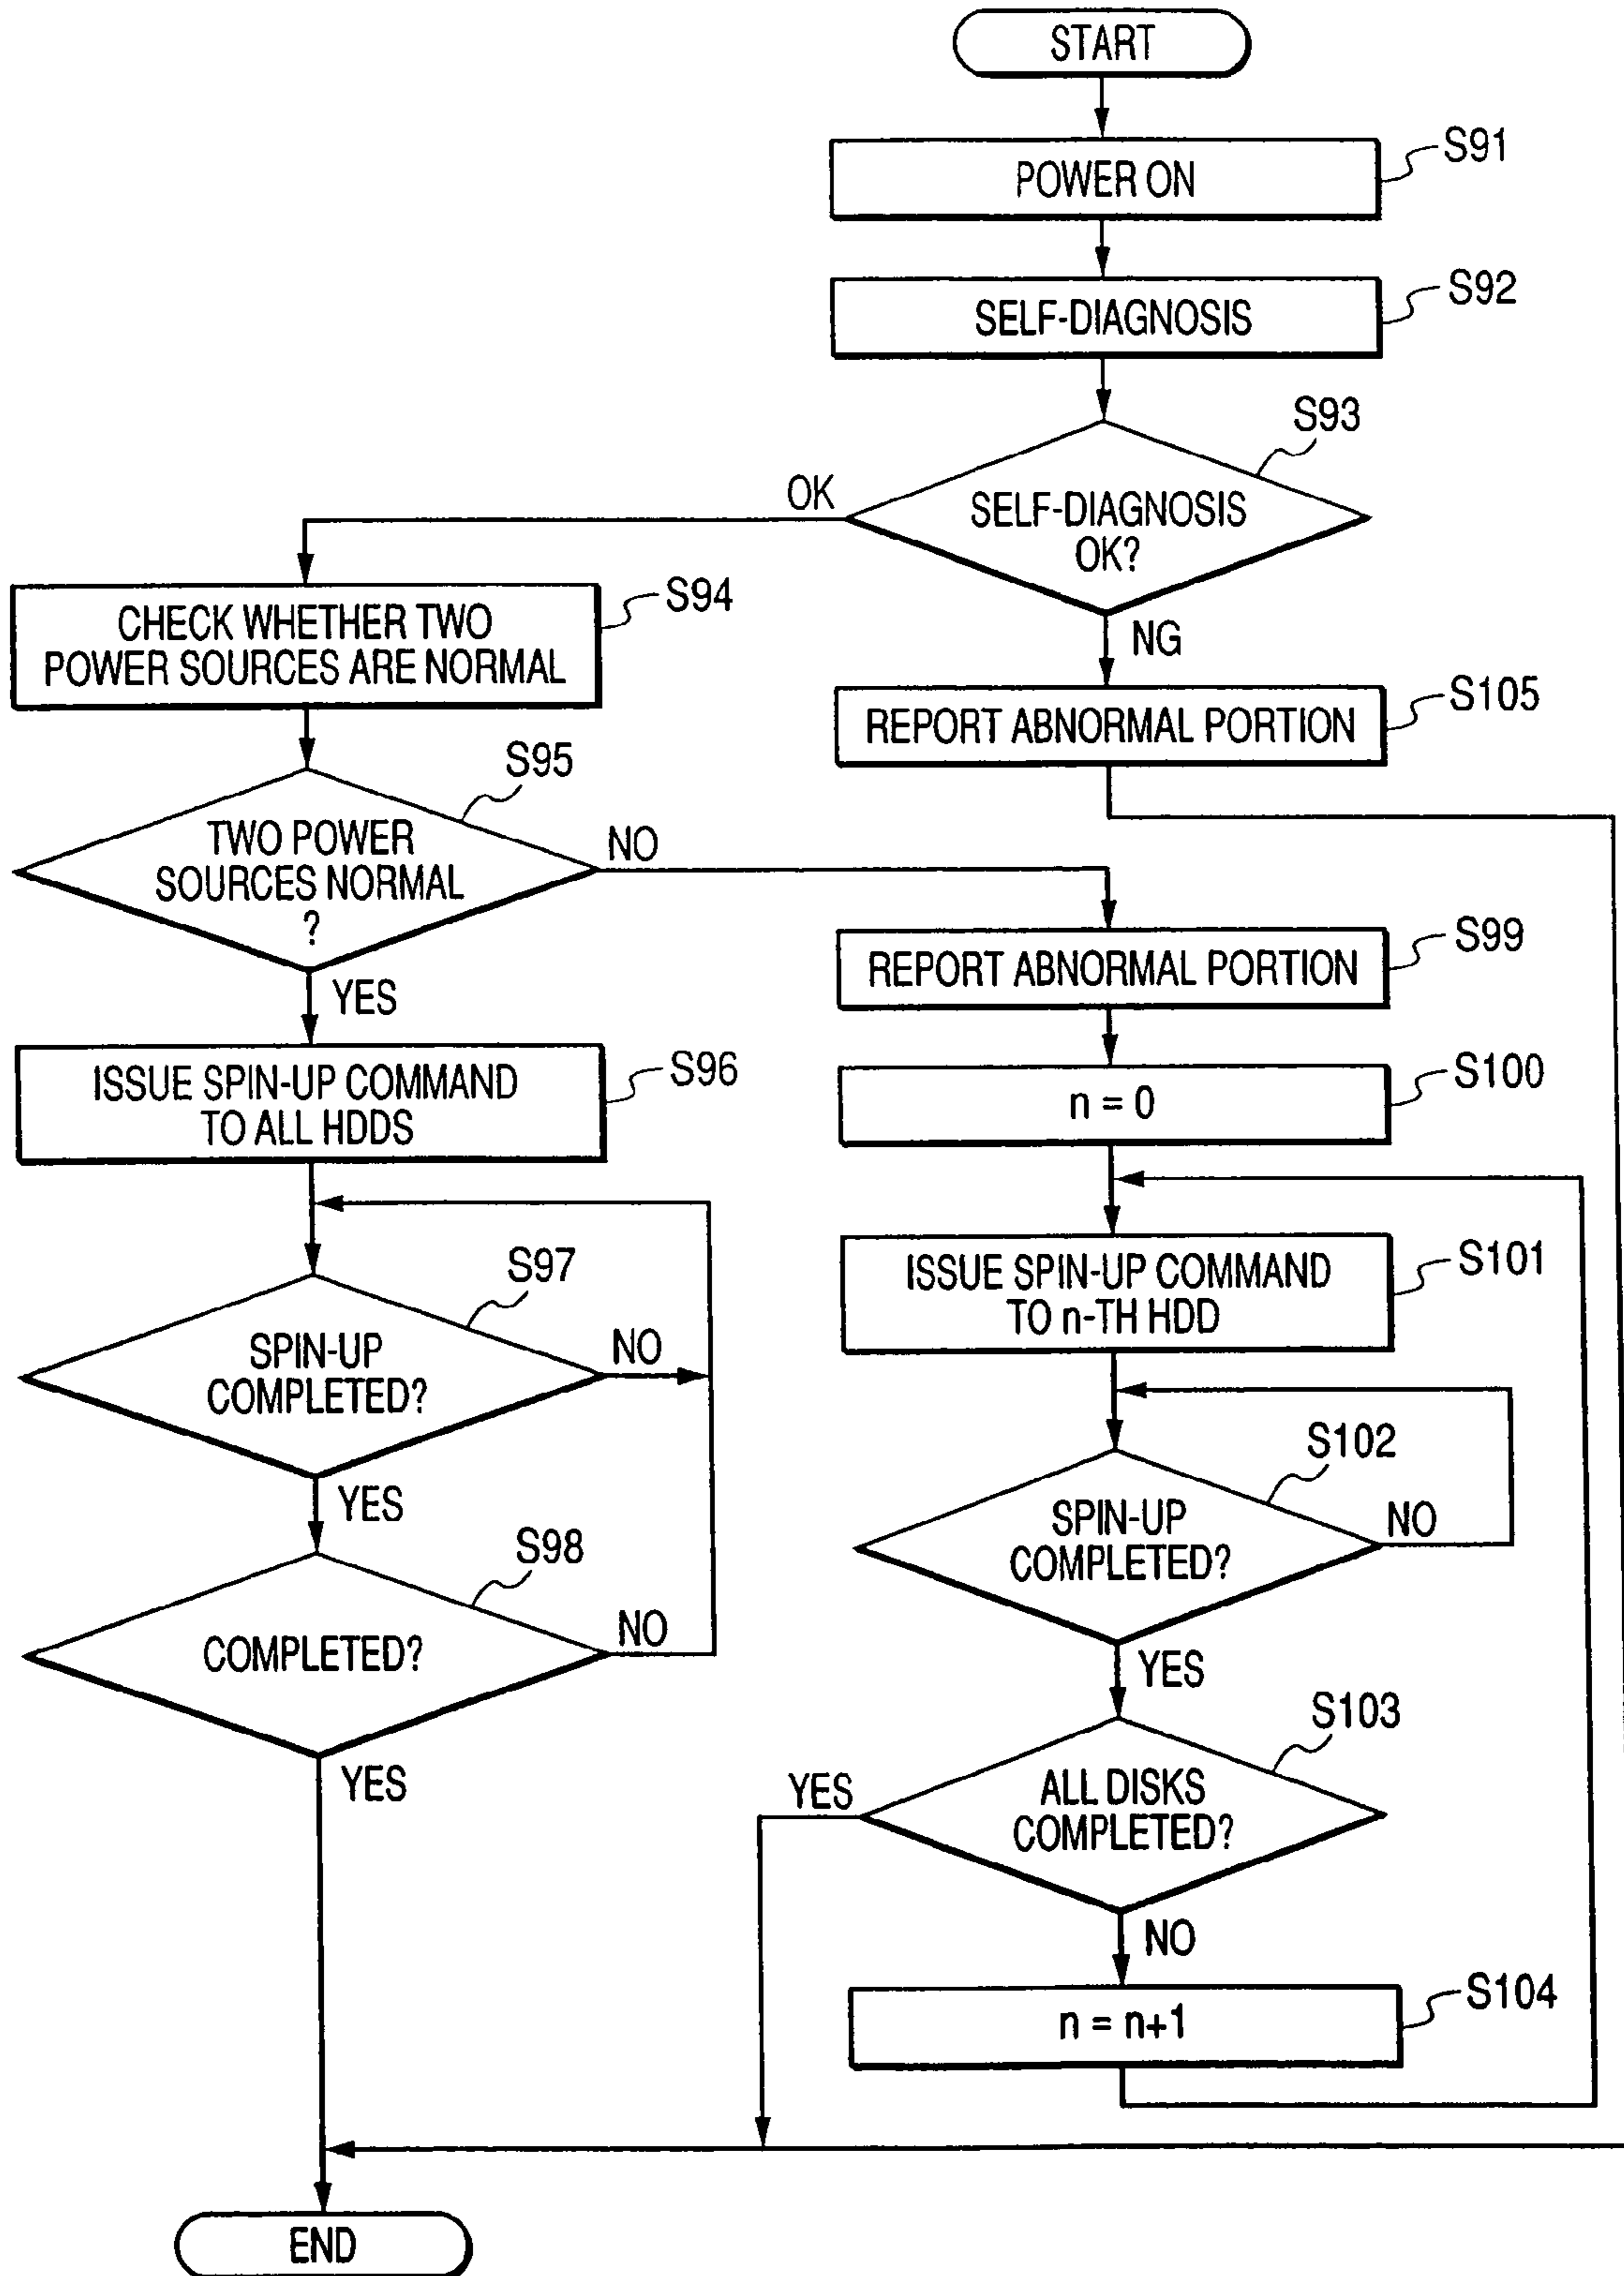 START
POWER ON
S91
SELF-DIAGNOSIS
S92
S93
SELF-DIAGNOSIS
OK?
OK
NG
CHECK WHETHER TWO
POWER SOURCES ARE NORMAL
S94
REPORT ABNORMAL PORTION
S105
S95
TWO POWER
SOURCES NORMAL
?
NO
YES
REPORT ABNORMAL PORTION
S99
ISSUE SPIN-UP COMMAND
TO ALL HDDS
S96
n = 0
S100
S97
SPIN-UP
COMPLETED?
NO
YES
ISSUE SPIN-UP COMMAND
TO n-TH HDD
S101
S102
SPIN-UP
COMPLETED?
NO
YES
S98
COMPLETED?
NO
YES
S103
ALL DISKS
COMPLETED?
YES
NO
n = n+1
S104
END